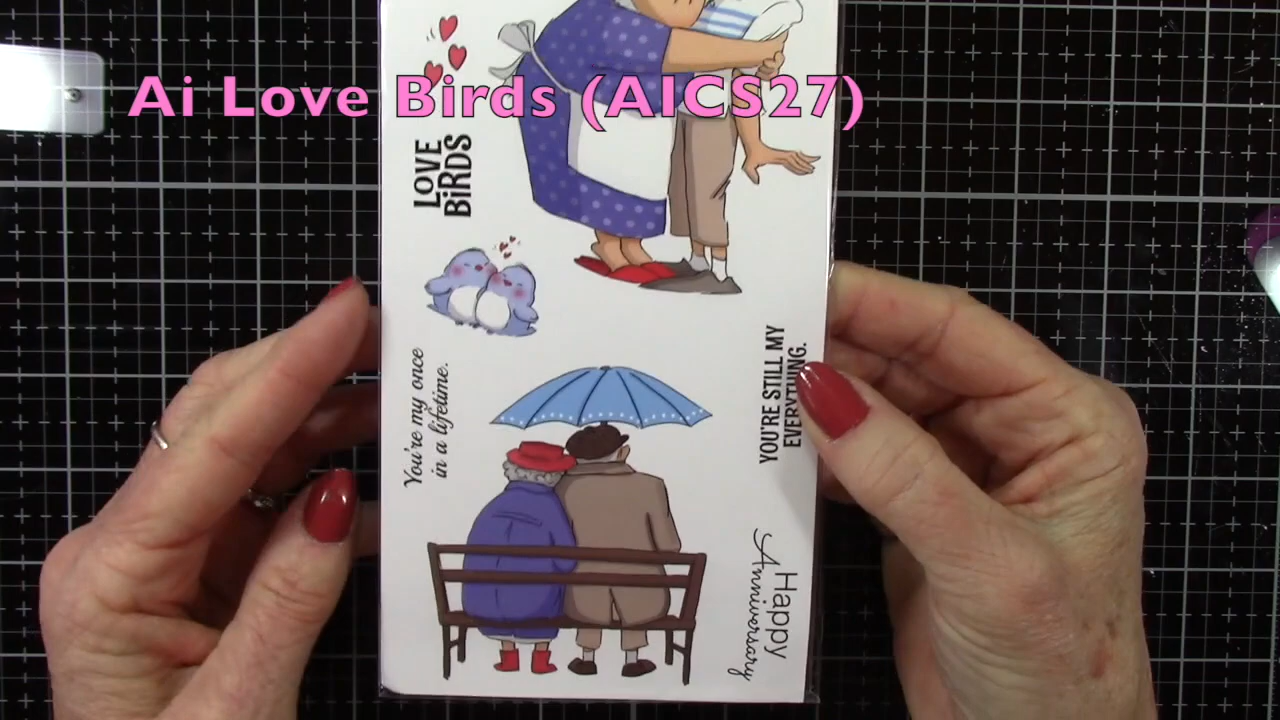 Ai Love Birds (AICS27)
LOVE
BiRDS
You're my once
in a lifetime.
YOU'RE STILL MY
EVERYTHING.
Happy
Anniversary